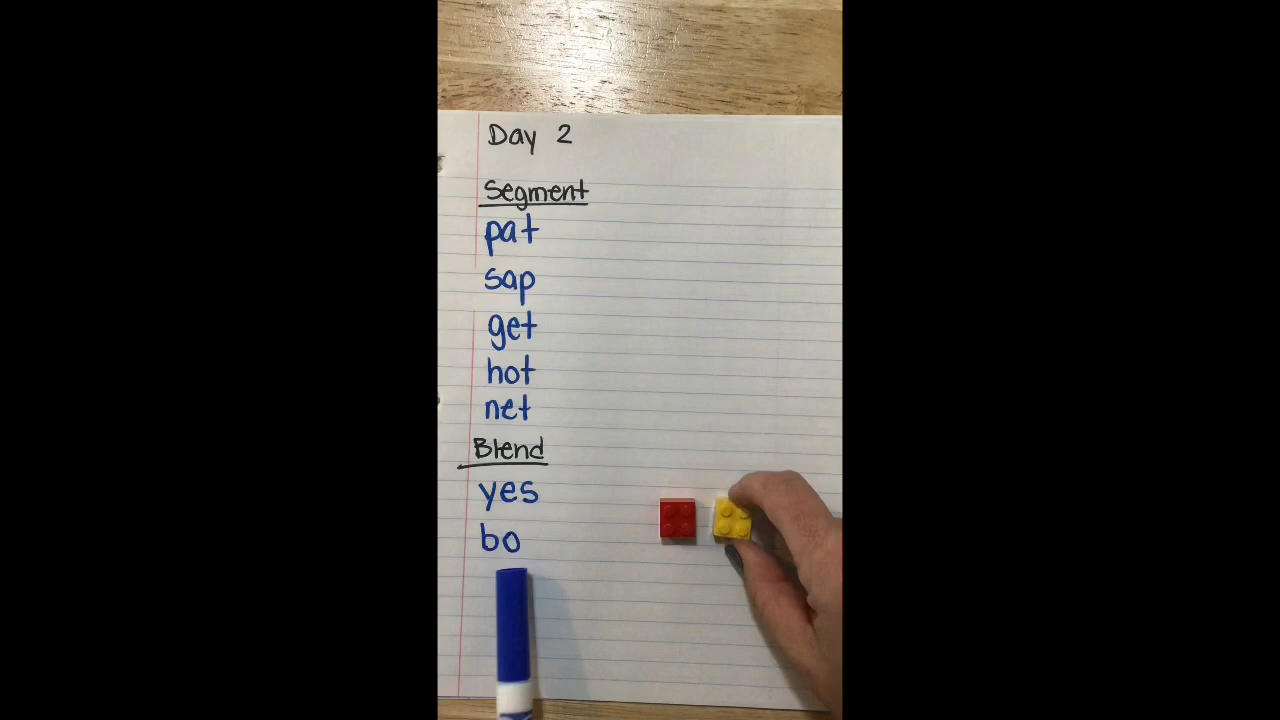 Day 2
Segment
pat
sap
get
hot
net
Blend
yes
bo